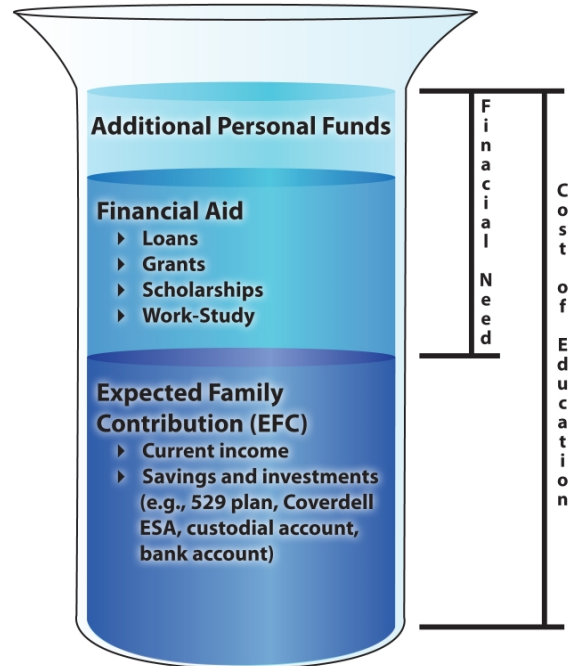 Additional Personal Funds
Financial Aid
Loans
Grants
Scholarships
Work-Study
Expected Family
Contribution (EFC)
Current income
Savings and investments
(e.g., 529 plan, Coverdell
ESA, custodial account,
bank account)
Finacial Need
Cost of Education